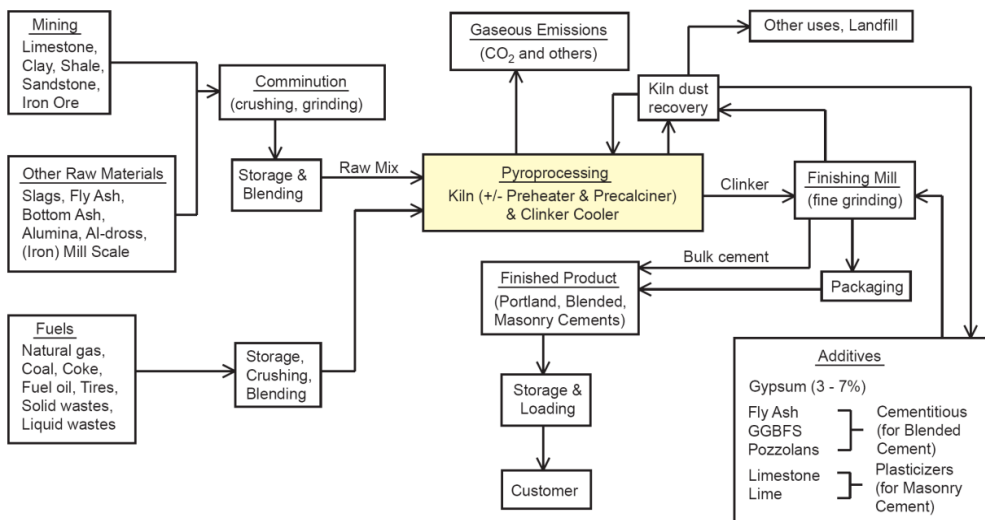 Mining
Limestone,
Clay, Shale,
Sandstone,
Iron Ore
Other Raw Materials
Slags, Fly Ash,
Bottom Ash,
Alumina, Al-dross,
(Iron) Mill Scale
Fuels
Natural gas,
Coal, Coke,
Fuel oil, Tires,
Solid wastes,
Liquid wastes
Comminution
(crushing, grinding)
Storage &
Blending
Raw Mix
Storage,
Crushing,
Blending
Gaseous Emissions
(CO₂ and others)
Pyroprocessing
Kiln (+/- Preheater & Precalciner)
& Clinker Cooler
Kiln dust
recovery
Other uses, Landfill
Clinker
Finishing Mill
(fine grinding)
Bulk cement
Packaging
Finished Product
(Portland, Blended,
Masonry Cements)
Storage &
Loading
Customer
Additives
Gypsum (3 - 7%)
Fly Ash
GGBFS
Pozzolans
Cementitious
(for Blended
Cement)
Limestone
Lime
Plasticizers
(for Masonry
Cement)